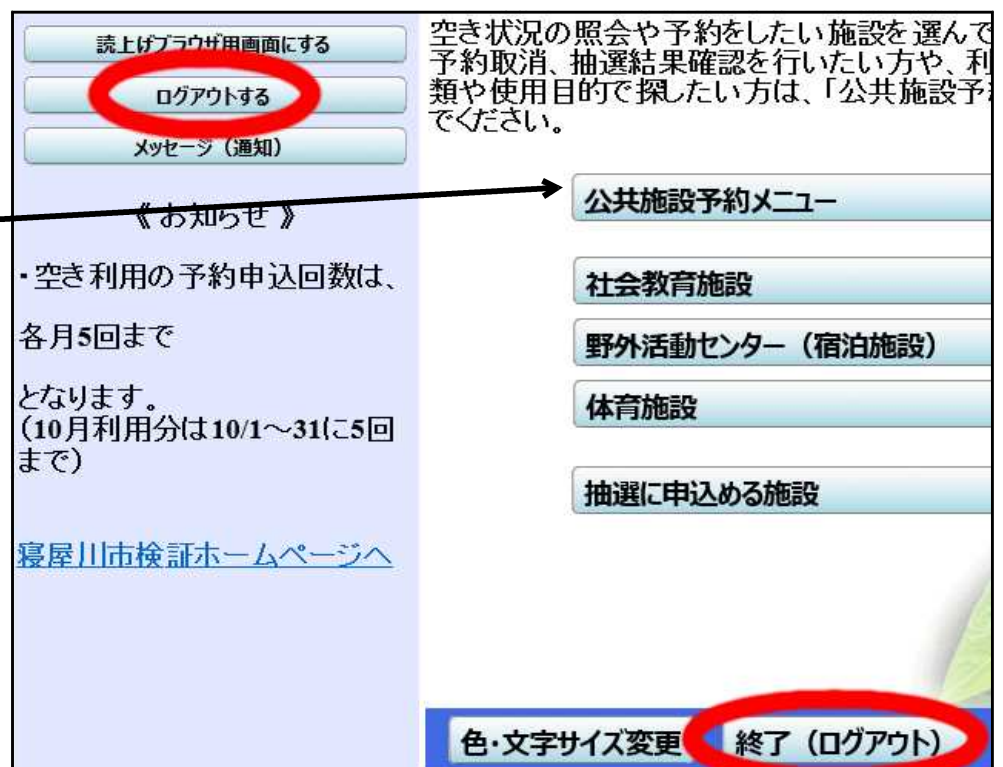 読上げブラウザ用画面にする
ログアウトする
メッセージ（通知）
《お知らせ》
・空き利用の予約申込回数は、
各月5回まで
となります。
（10月利用分は10/1～31に5回
まで）
寝屋川市検証ホームページへ
空き状況の照会や予約をしたい施設を選んで
予約取消、抽選結果確認を行いたい方や、利
類や使用目的で探したい方は、「公共施設予
でください。
公共施設予約メニュー
社会教育施設
野外活動センター（宿泊施設）
体育施設
抽選に申込める施設
色・文字サイズ変更
終了（ログアウト）